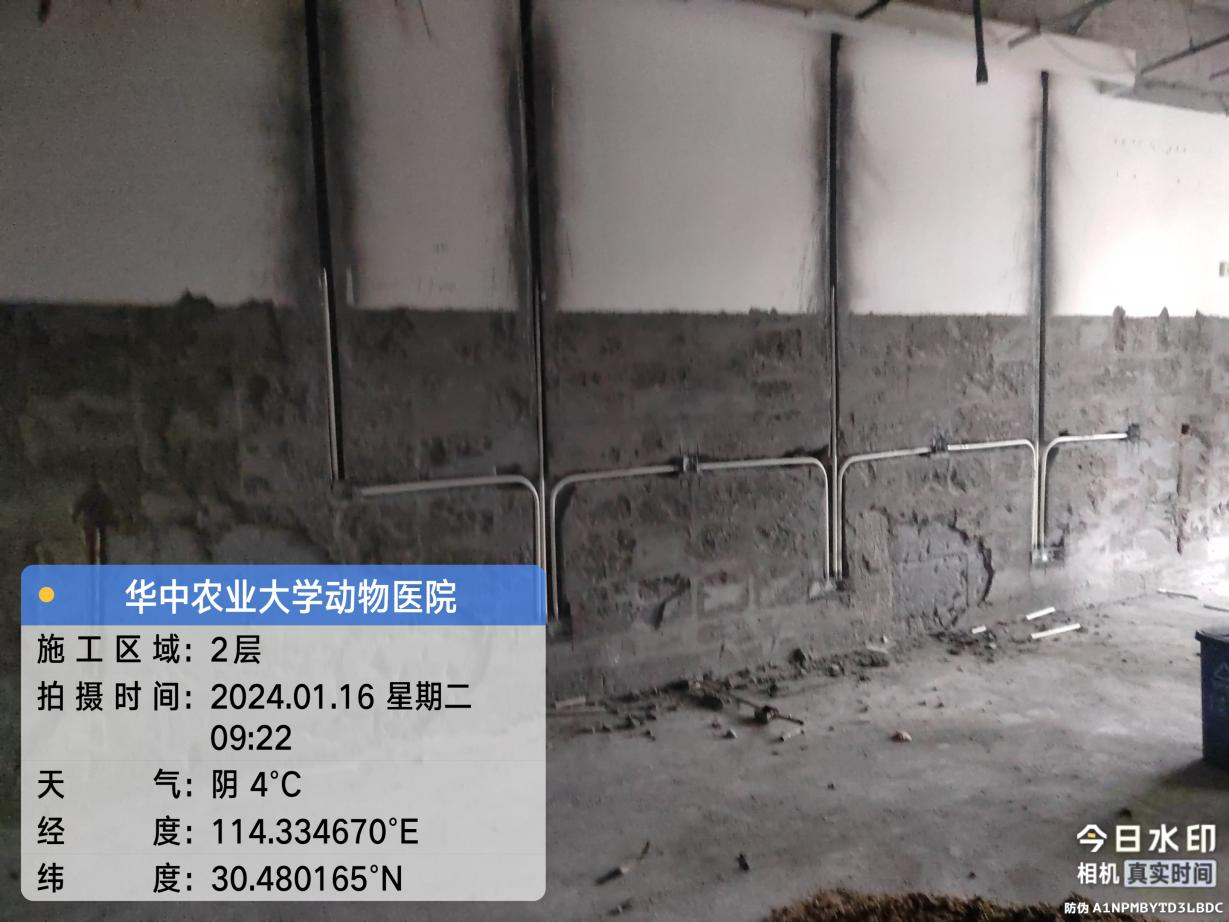 华中农业大学动物医院
施工区域：2层
拍摄时间：2024.01.16 星期二
09:22
天气：阴 4°C
经度：114.334670°E
纬度：30.480165°N
今日水印
相机 真实时间
防伪 A1NPMBYTD3LBDC